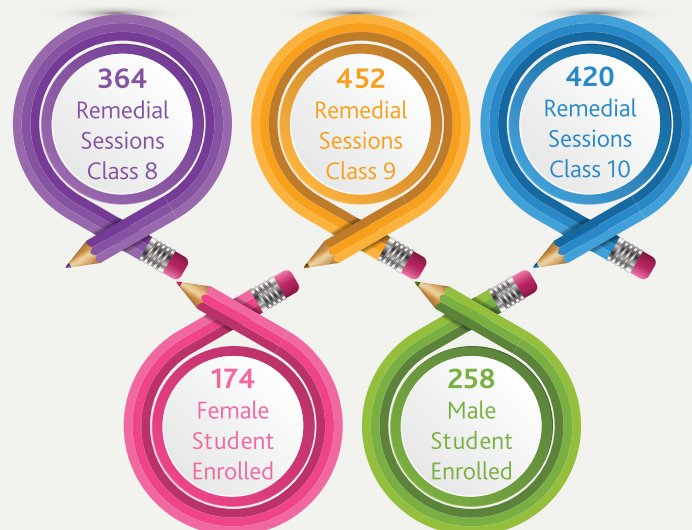 364
Remedial
Sessions
Class 8
452
Remedial
Sessions
Class 9
420
Remedial
Sessions
Class 10
174
Female
Student
Enrolled
258
Male
Student
Enrolled